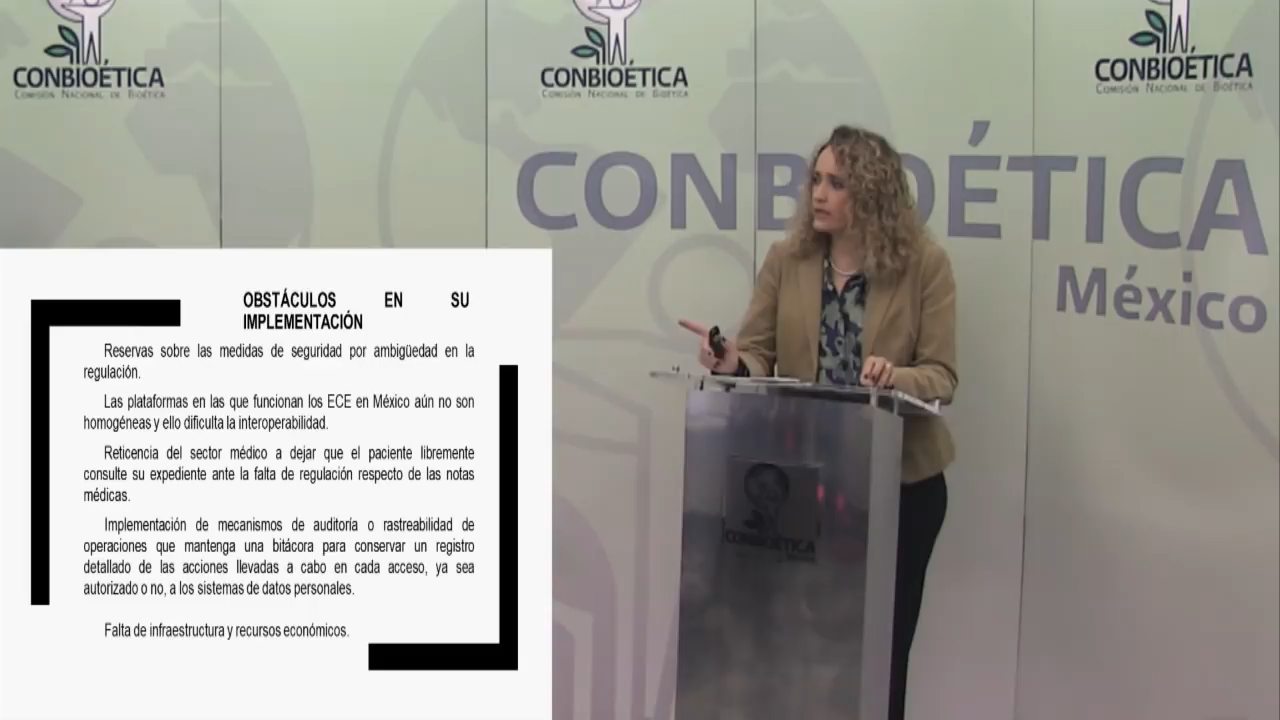 CONBIOÉTICA
COMISIÓN NACIONAL DE BIOÉTICA
CONBIOÉTICA
COMISIÓN NACIONAL DE BIOÉTICA
CONBIOÉTICA
COMISIÓN NACIONAL DE BIOÉTICA
CONBIOÉTICA
México
OBSTÁCULOS EN SU
IMPLEMENTACIÓN
Reservas sobre las medidas de seguridad por ambigüedad en la
regulación.
Las plataformas en las que funcionan los ECE en México aún no son
homogéneas y ello dificulta la interoperabilidad.
Reticencia del sector médico a dejar que el paciente libremente
consulte su expediente ante la falta de regulación respecto de las notas
médicas.
Implementación de mecanismos de auditoría o rastreabilidad de
operaciones que mantenga una bitácora para conservar un registro
detallado de las acciones llevadas a cabo en cada acceso, ya sea
autorizado o no, a los sistemas de datos personales.
Falta de infraestructura y recursos económicos.
CONBIOÉTICA